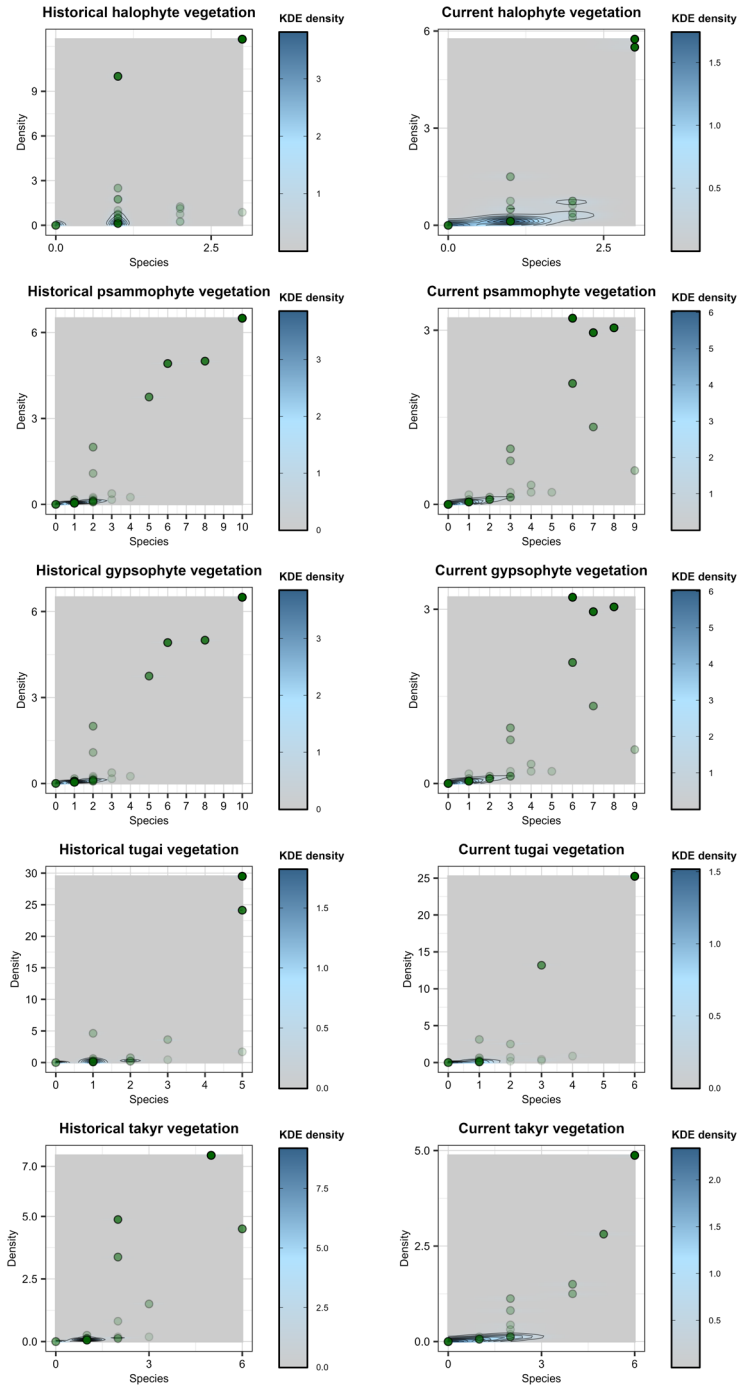 Historical halophyte vegetation
Density
9
6
3
0
0.0 2.5
Species
KDE density
3
2
1
Current halophyte vegetation
Density
6
3
0
0.0 2.5
Species
KDE density
1.5
1.0
0.5
Historical psammophyte vegetation
Density
6
3
0
0 1 2 3 4 5 6 7 8 9 10
Species
KDE density
3
2
1
0
Current psammophyte vegetation
Density
3
0
0 1 2 3 4 5 6 7 8 9
Species
KDE density
6
5
4
3
2
1
Historical gypsophyte vegetation
Density
6
3
0
0 1 2 3 4 5 6 7 8 9 10
Species
KDE density
3
2
1
0
Current gypsophyte vegetation
Density
3
0
0 1 2 3 4 5 6 7 8 9
Species
KDE density
6
5
4
3
2
1
Historical tugai vegetation
Density
30
25
20
15
10
5
0
0 1 2 3 4 5
Species
KDE density
1.5
1.0
0.5
0.0
Current tugai vegetation
Density
25
20
15
10
5
0
0 1 2 3 4 5 6
Species
KDE density
1.5
1.0
0.5
0.0
Historical takyr vegetation
Density
7.5
5.0
2.5
0.0
0 3 6
Species
KDE density
7.5
5.0
2.5
0.0
Current takyr vegetation
Density
5.0
2.5
0.0
0 3 6
Species
KDE density
2.0
1.5
1.0
0.5